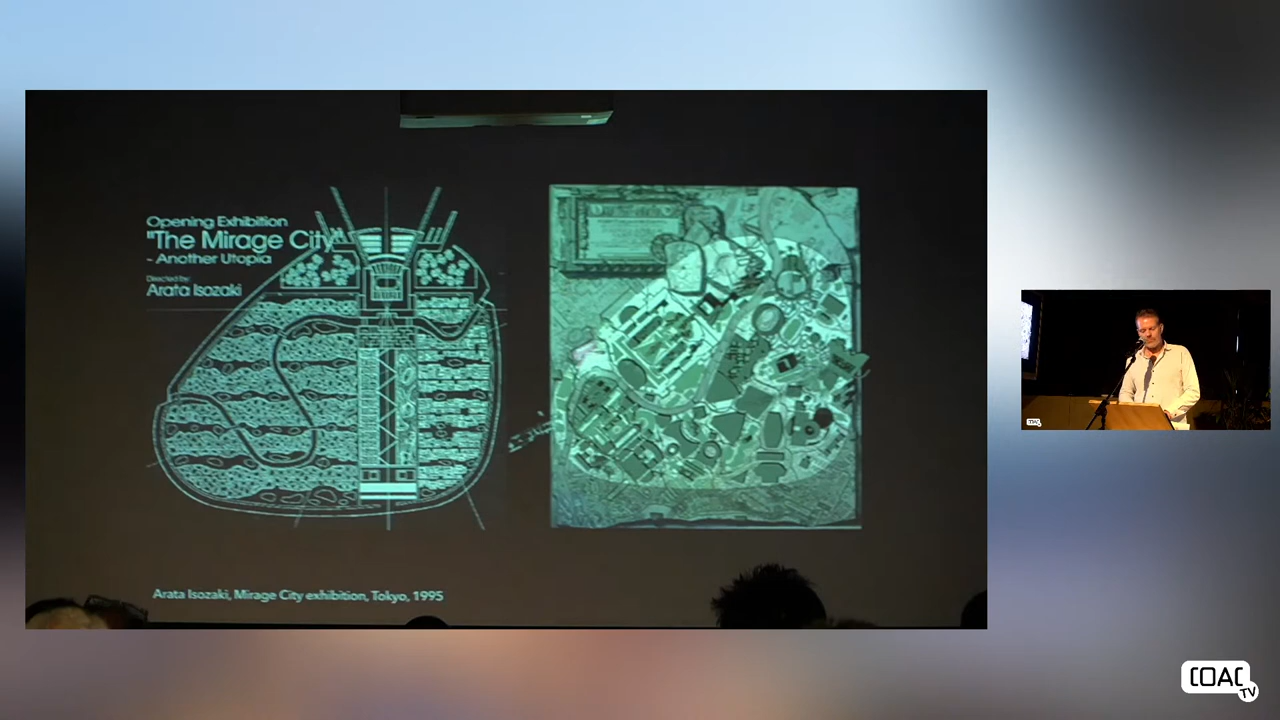 Opening Exhibition
"The Mirage City"
- Another Utopia
Directed by
Arata Isozaki
Arata Isozaki, Mirage City exhibition, Tokyo, 1995
COAC
TV